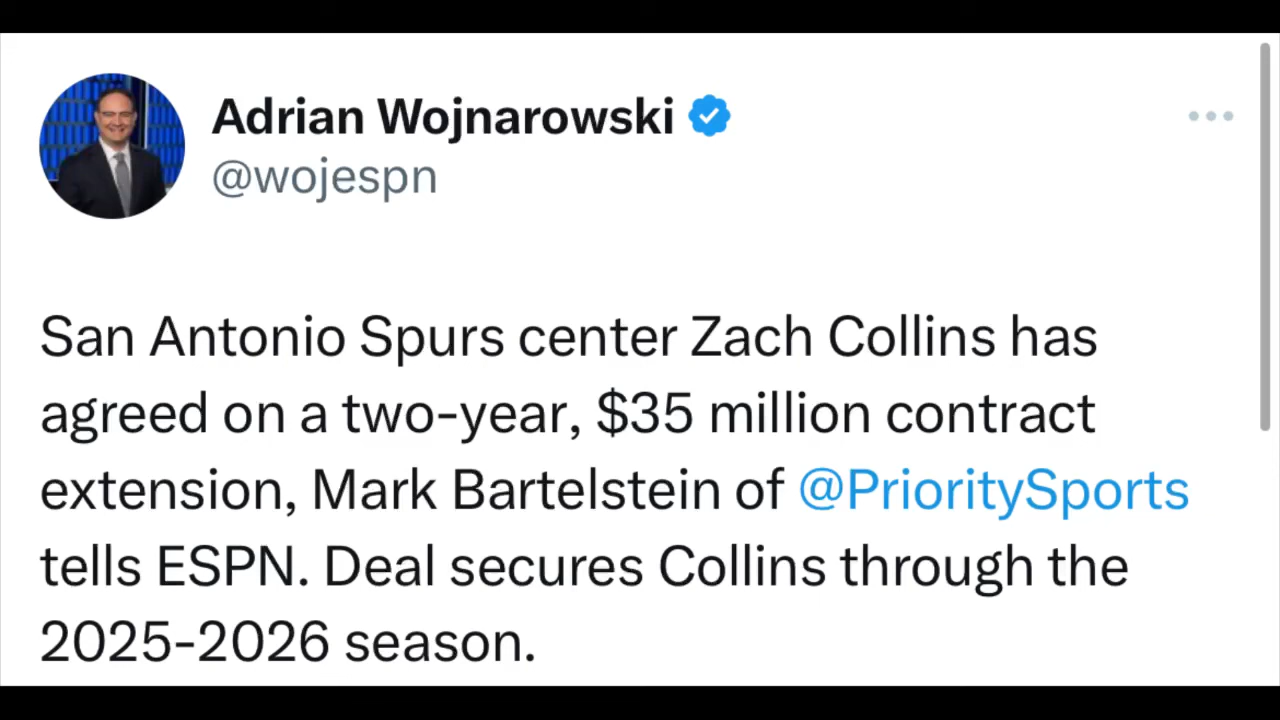 Adrian Wojnarowski
@wojespn
San Antonio Spurs center Zach Collins has
agreed on a two-year, $35 million contract
extension, Mark Bartelstein of @PrioritySports
tells ESPN. Deal secures Collins through the
2025-2026 season.